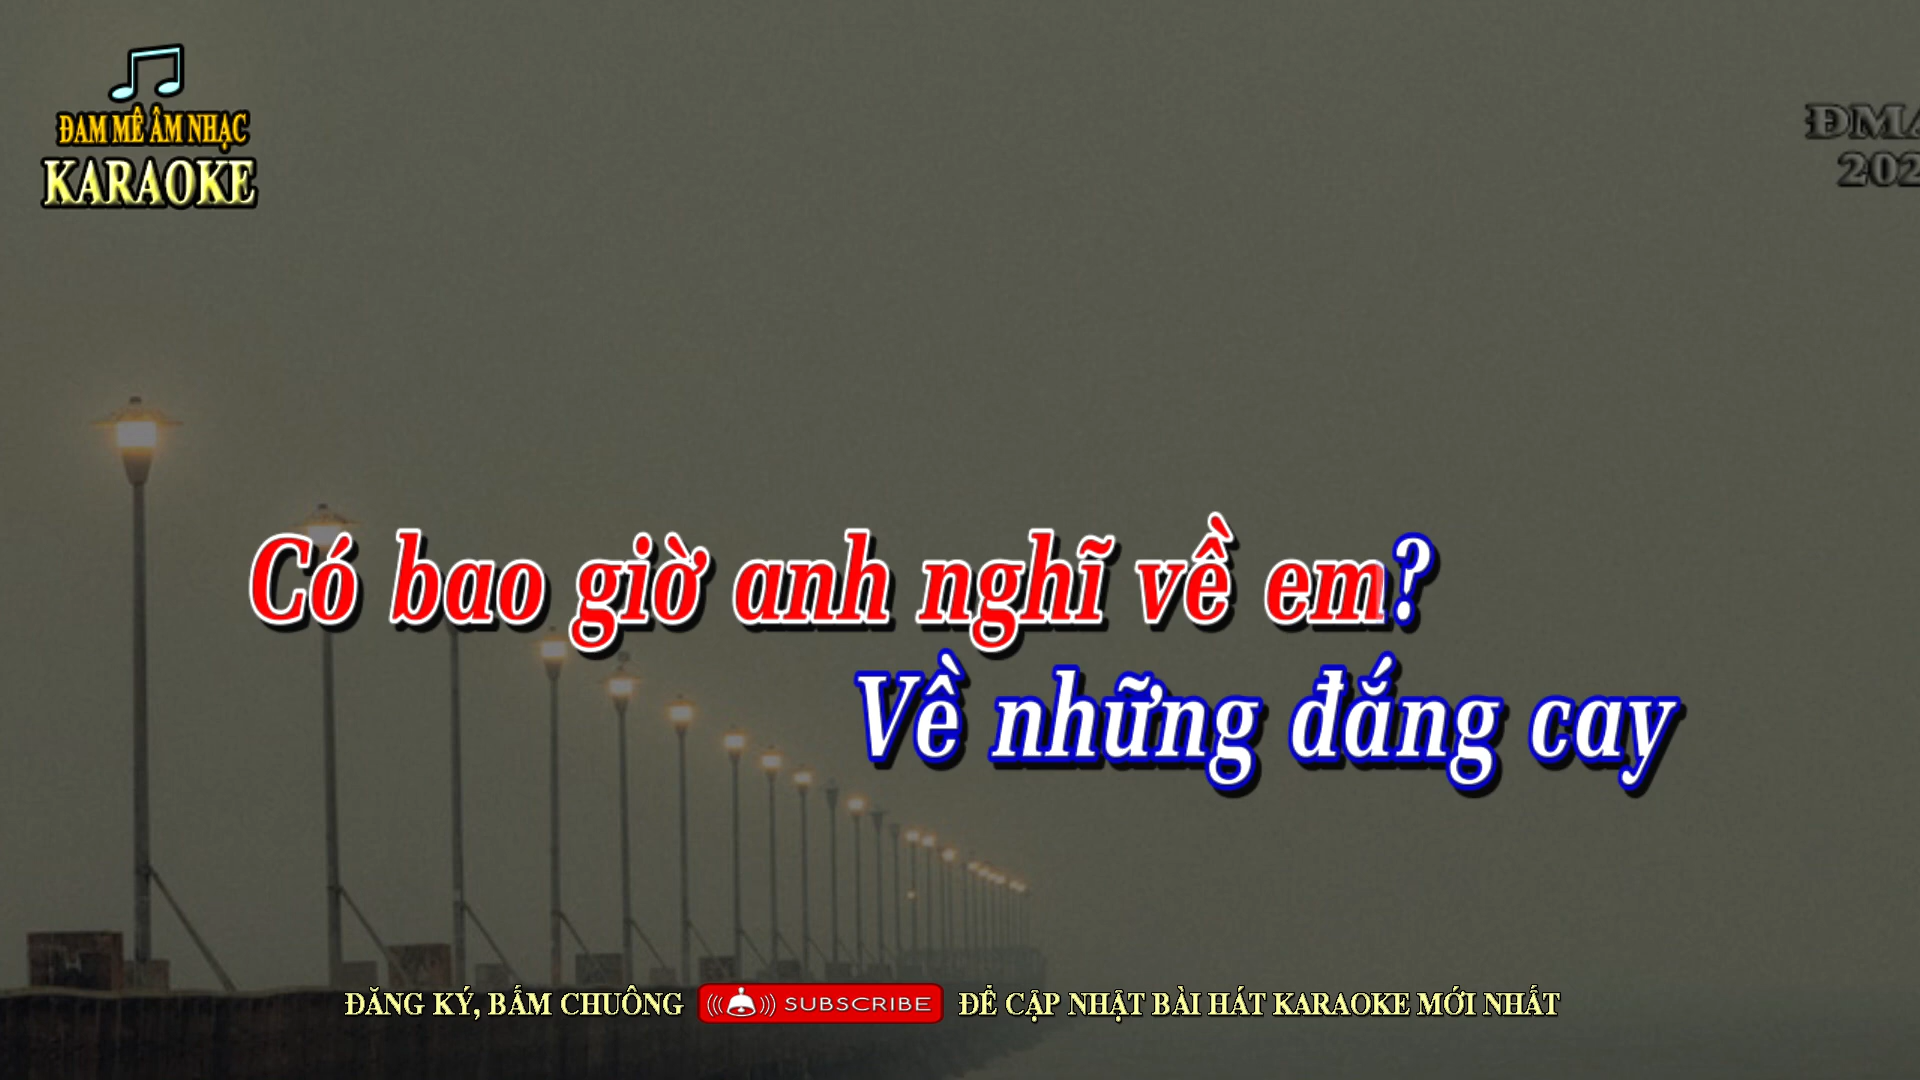 ĐAM MÊ ÂM NHẠC
KARAOKE
Có bao giờ anh nghĩ về em?
Về những đắng cay
ĐĂNG KÝ, BẤM CHUÔNG SUBSCRIBE ĐỂ CẬP NHẬT BÀI HÁT KARAOKE MỚI NHẤT